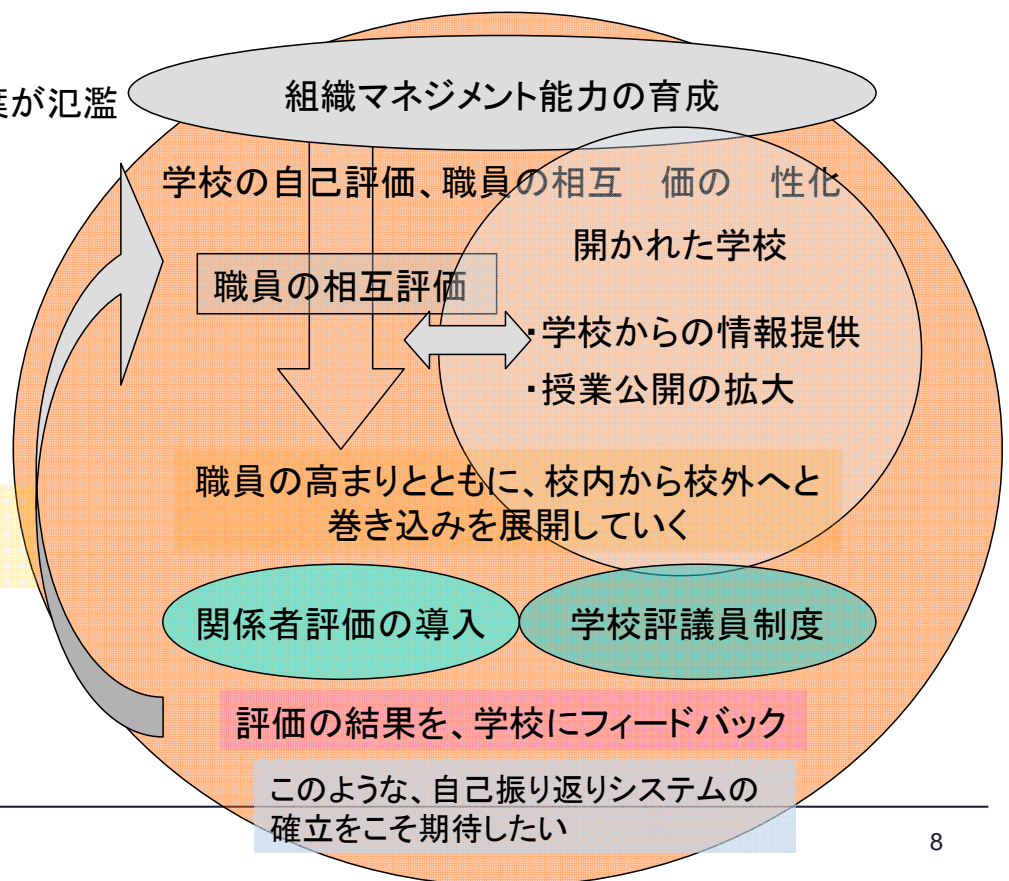 葉が氾濫
組織マネジメント能力の育成
学校の自己評価、職員の相互 価の 性化
開かれた学校
職員の相互評価
・学校からの情報提供
・授業公開の拡大
職員の高まりとともに、校内から校外へと
巻き込みを展開していく
関係者評価の導入
学校評議員制度
評価の結果を、学校にフィードバック
このような、自己振り返りシステムの
確立をこそ期待したい
8